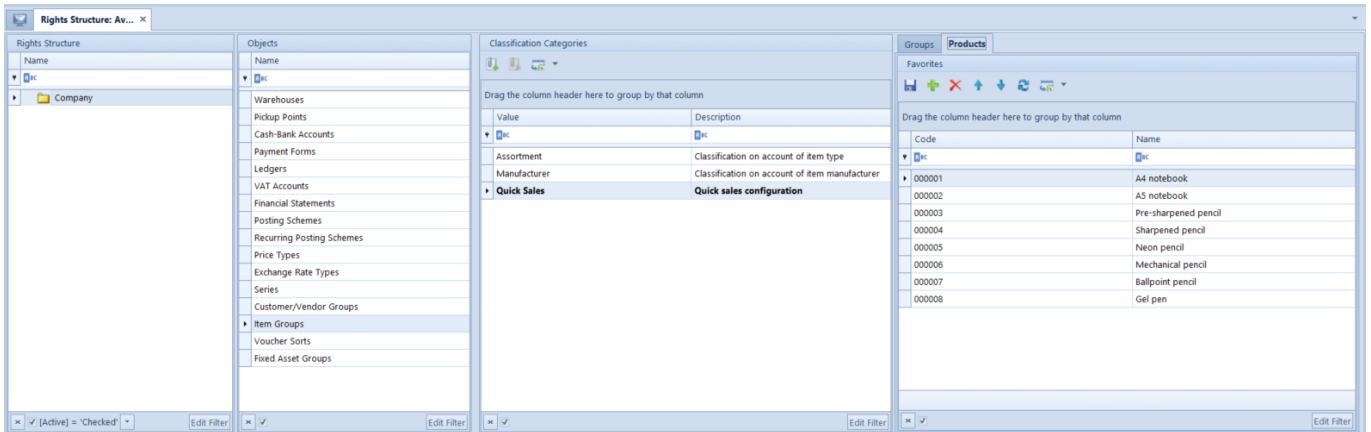 Rights Structure: Av...
Rights Structure
Name
Company
[Active] = 'Checked'
Edit Filter
Objects
Name
Warehouses
Pickup Points
Cash-Bank Accounts
Payment Forms
Ledgers
VAT Accounts
Financial Statements
Posting Schemes
Recurring Posting Schemes
Price Types
Exchange Rate Types
Series
Customer/Vendor Groups
Item Groups
Voucher Sorts
Fixed Asset Groups
Edit Filter
Classification Categories
Drag the column header here to group by that column
Value Description
Assortment Classification on account of item type
Manufacturer Classification on account of item manufacturer
Quick Sales Quick sales configuration
Edit Filter
Groups Products
Favorites
Drag the column header here to group by that column
Code Name
000001 A4 notebook
000002 A5 notebook
000003 Pre-sharpened pencil
000004 Sharpened pencil
000005 Neon pencil
000006 Mechanical pencil
000007 Ballpoint pencil
000008 Gel pen
Edit Filter